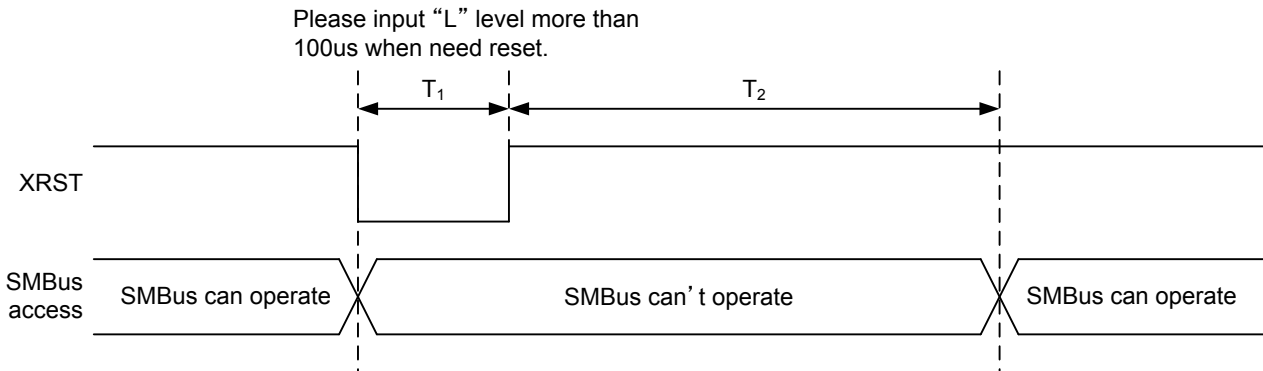 Please input “L” level more than
100us when need reset.
T₁
T₂
XRST
SMBus
access
SMBus can operate
SMBus can’t operate
SMBus can operate